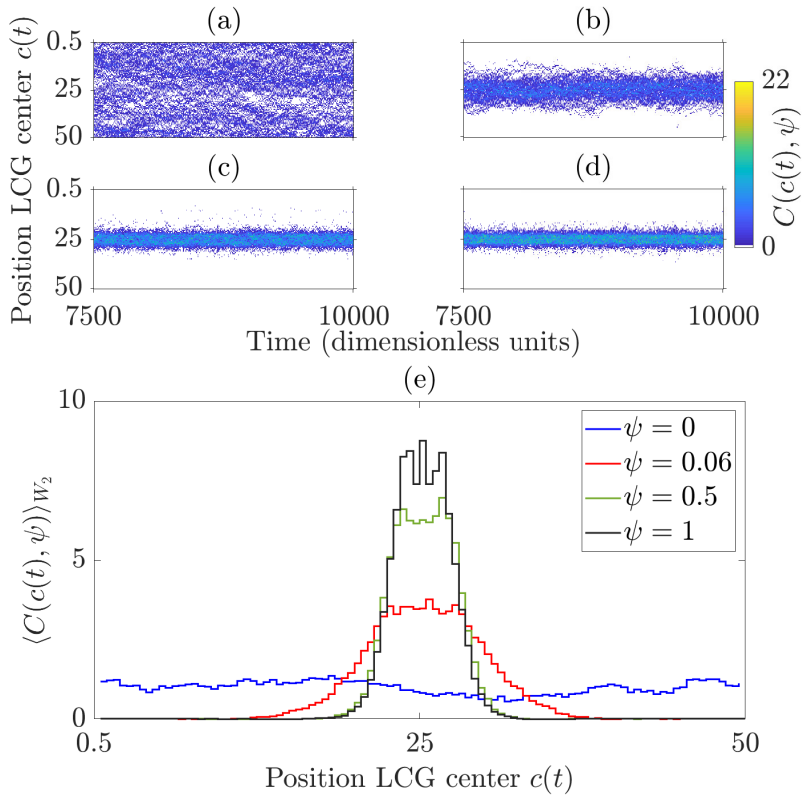 (a)
(b)
0.5
25
50
22
0
C(c(t), ψ)
(c)
(d)
0.5
25
50
7500
10000
7500
10000
Position LCG center c(t)
Time (dimensionless units)
(e)
10
5
0
⟨C(c(t), ψ)⟩W₂
ψ = 0
ψ = 0.06
ψ = 0.5
ψ = 1
0.5
25
50
Position LCG center c(t)